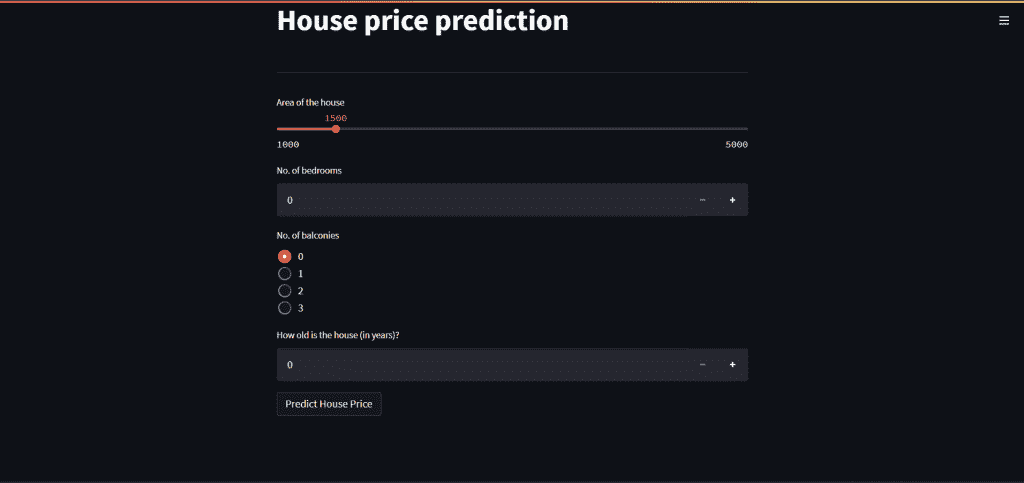 House price prediction
Area of the house
1500
1000 5000
No. of bedrooms
0 − +
No. of balconies
0
1
2
3
How old is the house (in years)?
0 − +
Predict House Price